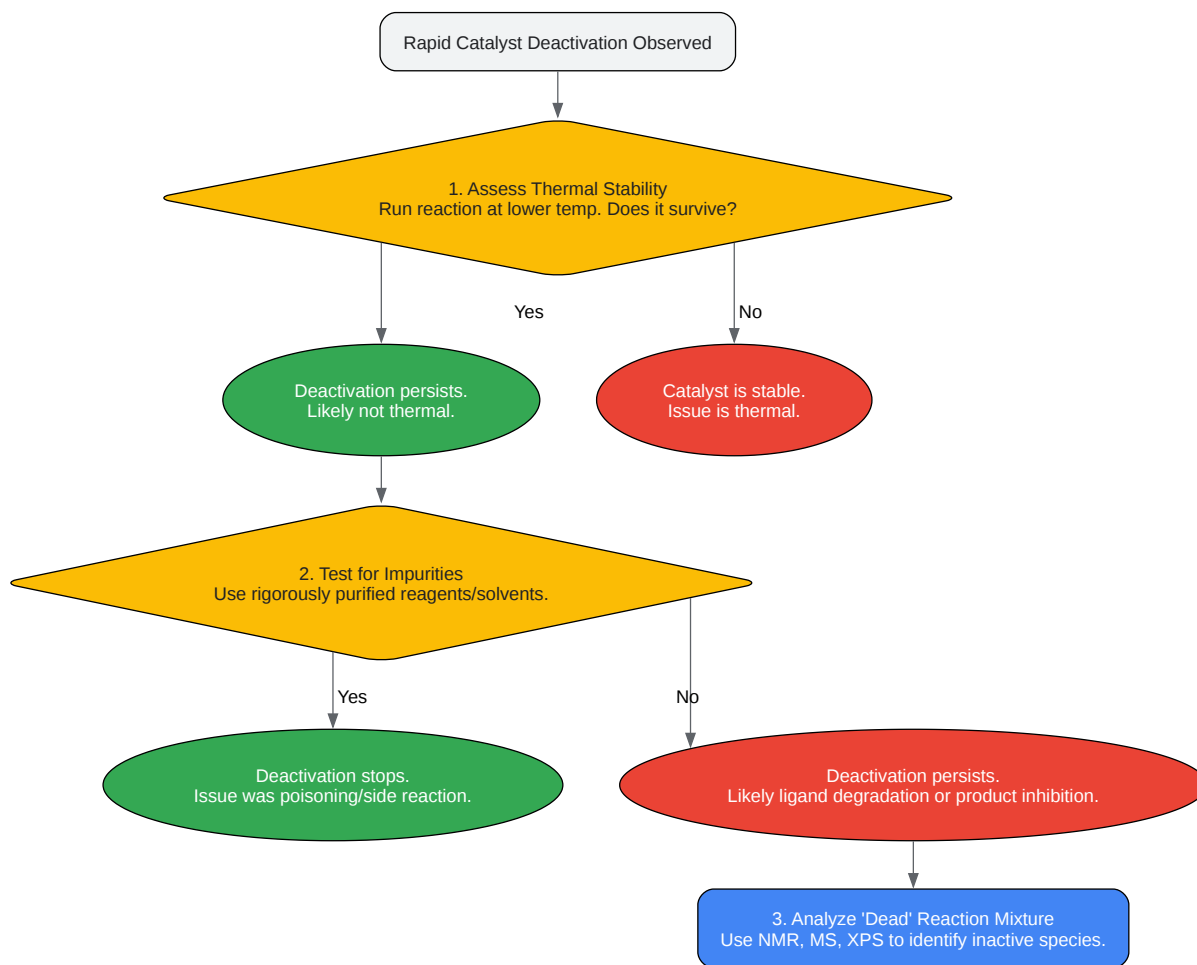 Rapid Catalyst Deactivation Observed
1. Assess Thermal Stability
Run reaction at lower temp. Does it survive?
Yes
No
Deactivation persists.
Likely not thermal.
Catalyst is stable.
Issue is thermal.
2. Test for Impurities
Use rigorously purified reagents/solvents.
Yes
No
Deactivation stops.
Issue was poisoning/side reaction.
Deactivation persists.
Likely ligand degradation or product inhibition.
3. Analyze 'Dead' Reaction Mixture
Use NMR, MS, XPS to identify inactive species.